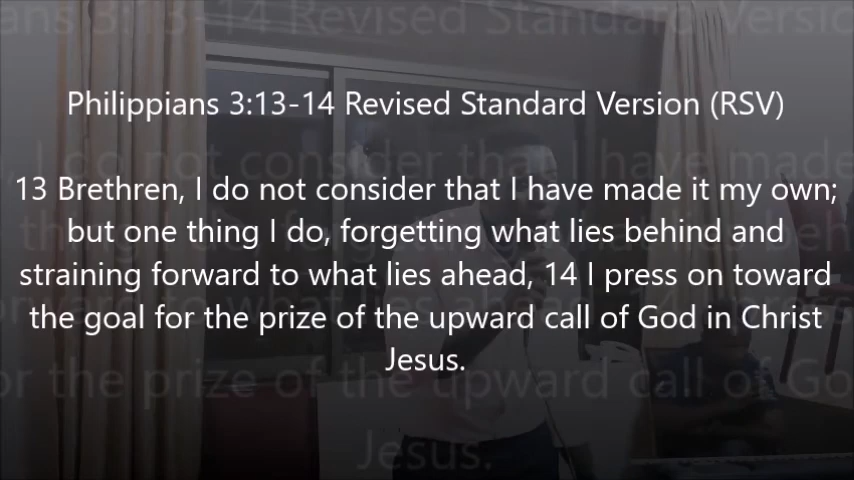 Philippians 3:13-14 Revised Standard Version (RSV)
13 Brethren, I do not consider that I have made it my own;
but one thing I do, forgetting what lies behind and
straining forward to what lies ahead, 14 I press on toward
the goal for the prize of the upward call of God in Christ
Jesus.